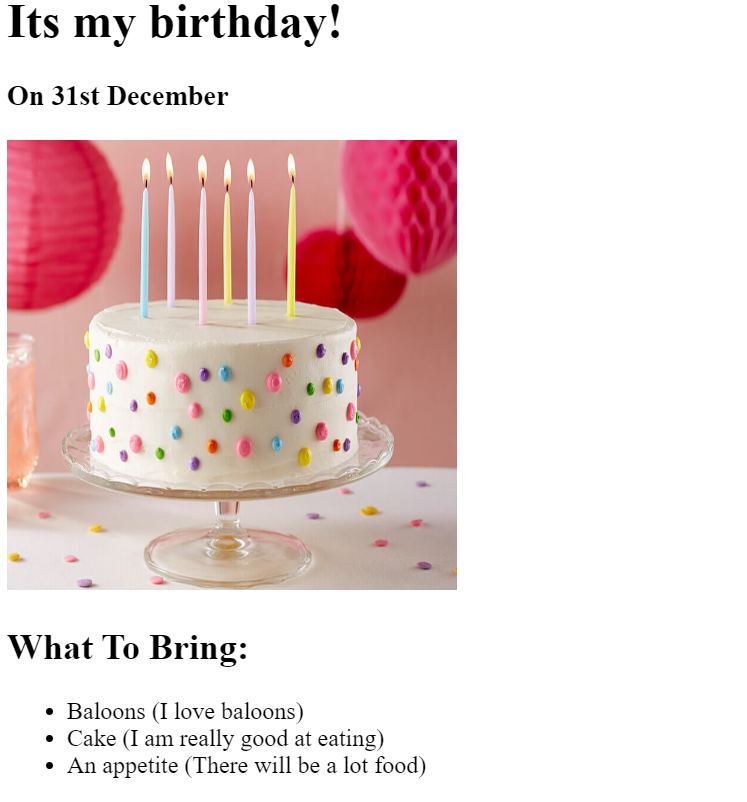 Its my birthday!
On 31st December
What To Bring:
Baloons (I love baloons)
Cake (I am really good at eating)
An appetite (There will be a lot food)